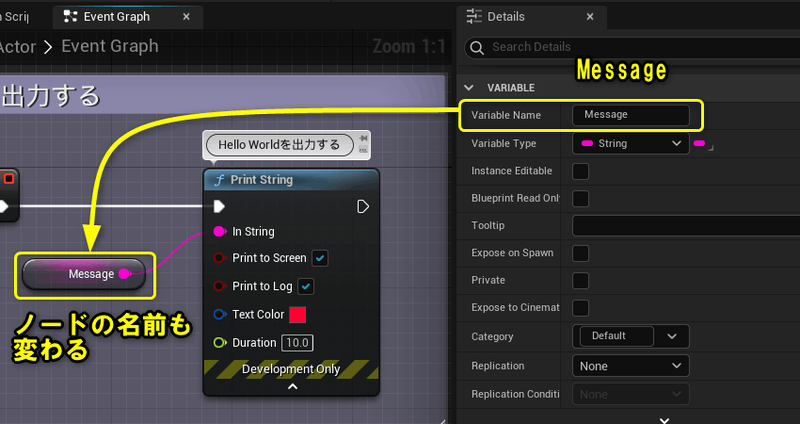 n Scrip
Event Graph
Actor > Event Graph
Zoom 1:1
出力する
Hello Worldを出力する
Print String
In String
Print to Screen
Print to Log
Text Color
Duration 10.0
Development Only
Message
ノードの名前も
変わる
Details
Search Details
Message
VARIABLE
Variable Name Message
Variable Type String
Instance Editable
Blueprint Read Onl
Tooltip
Expose on Spawn
Private
Expose to Cinemat
Category Default
Replication None
Replication Conditi None